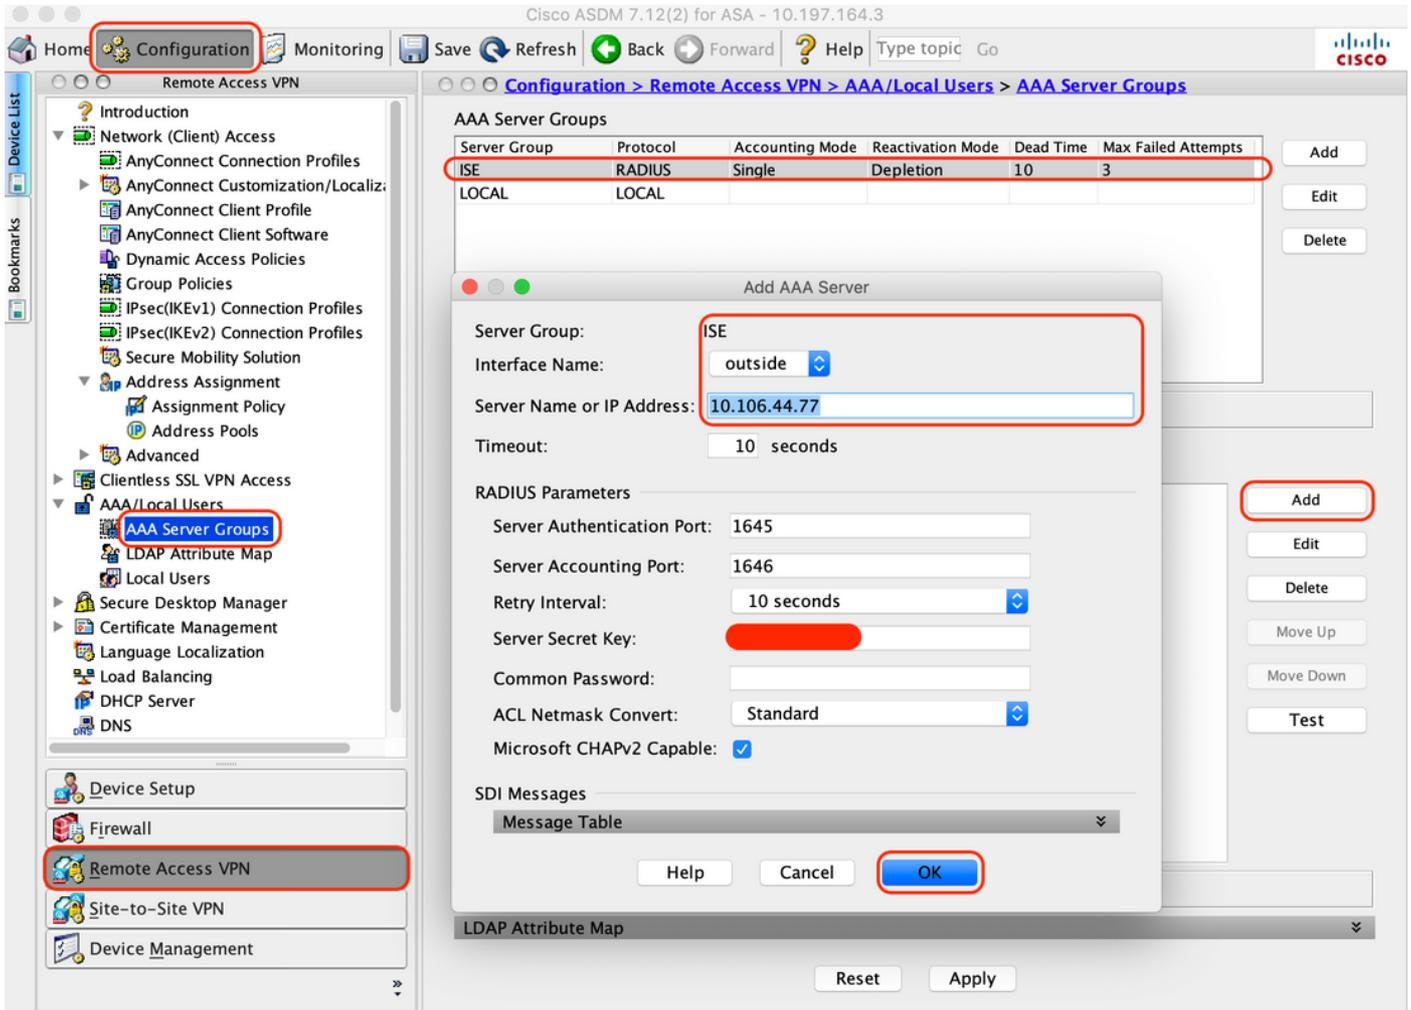 Cisco ASDM 7.12(2) for ASA - 10.197.164.3
Home Configuration Monitoring Save Refresh Back Forward Help Type topic Go
CISCO
Device List
Bookmarks
Remote Access VPN
Introduction
Network (Client) Access
AnyConnect Connection Profiles
AnyConnect Customization/Localiz
AnyConnect Client Profile
AnyConnect Client Software
Dynamic Access Policies
Group Policies
IPsec(IKEv1) Connection Profiles
IPsec(IKEv2) Connection Profiles
Secure Mobility Solution
Address Assignment
Assignment Policy
Address Pools
Advanced
Clientless SSL VPN Access
AAA/Local Users
AAA Server Groups
LDAP Attribute Map
Local Users
Secure Desktop Manager
Certificate Management
Language Localization
Load Balancing
DHCP Server
DNS
Device Setup
Firewall
Remote Access VPN
Site-to-Site VPN
Device Management
Configuration > Remote Access VPN > AAA/Local Users > AAA Server Groups
AAA Server Groups
Server Group Protocol Accounting Mode Reactivation Mode Dead Time Max Failed Attempts
ISE RADIUS Single Depletion 10 3
LOCAL LOCAL
Add
Edit
Delete
Add AAA Server
Server Group: ISE
Interface Name: outside
Server Name or IP Address: 10.106.44.77
Timeout: 10 seconds
RADIUS Parameters
Server Authentication Port: 1645
Server Accounting Port: 1646
Retry Interval: 10 seconds
Server Secret Key:
Common Password:
ACL Netmask Convert: Standard
Microsoft CHAPv2 Capable:
SDI Messages
Message Table
Help Cancel OK
Add
Edit
Delete
Move Up
Move Down
Test
LDAP Attribute Map
Reset Apply